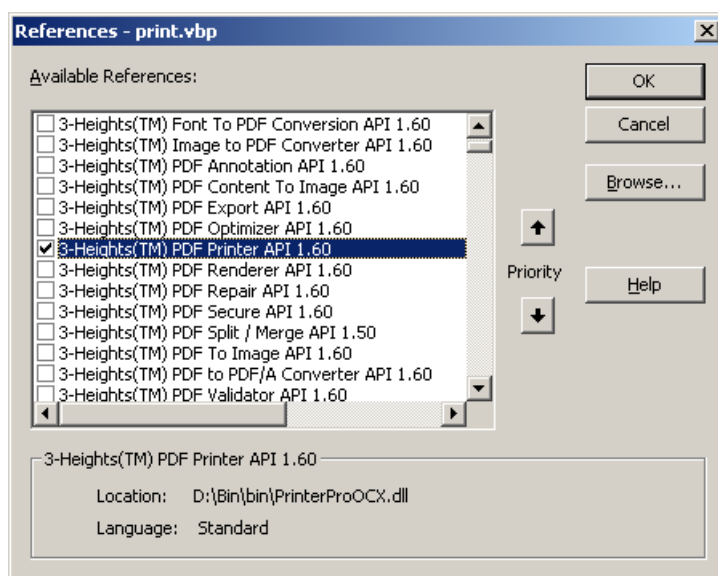 References - print.vbp
Available References:
3-Heights(TM) Font To PDF Conversion API 1.60
3-Heights(TM) Image to PDF Converter API 1.60
3-Heights(TM) PDF Annotation API 1.60
3-Heights(TM) PDF Content To Image API 1.60
3-Heights(TM) PDF Export API 1.60
3-Heights(TM) PDF Optimizer API 1.60
3-Heights(TM) PDF Printer API 1.60
3-Heights(TM) PDF Renderer API 1.60
3-Heights(TM) PDF Repair API 1.60
3-Heights(TM) PDF Secure API 1.60
3-Heights(TM) PDF Split / Merge API 1.50
3-Heights(TM) PDF To Image API 1.60
3-Heights(TM) PDF to PDF/A Converter API 1.60
3-Heights(TM) PDF Validator API 1.60
Priority
OK
Cancel
Browse...
Help
3-Heights(TM) PDF Printer API 1.60
Location: D:\Bin\bin\PrinterProOCX.dll
Language: Standard